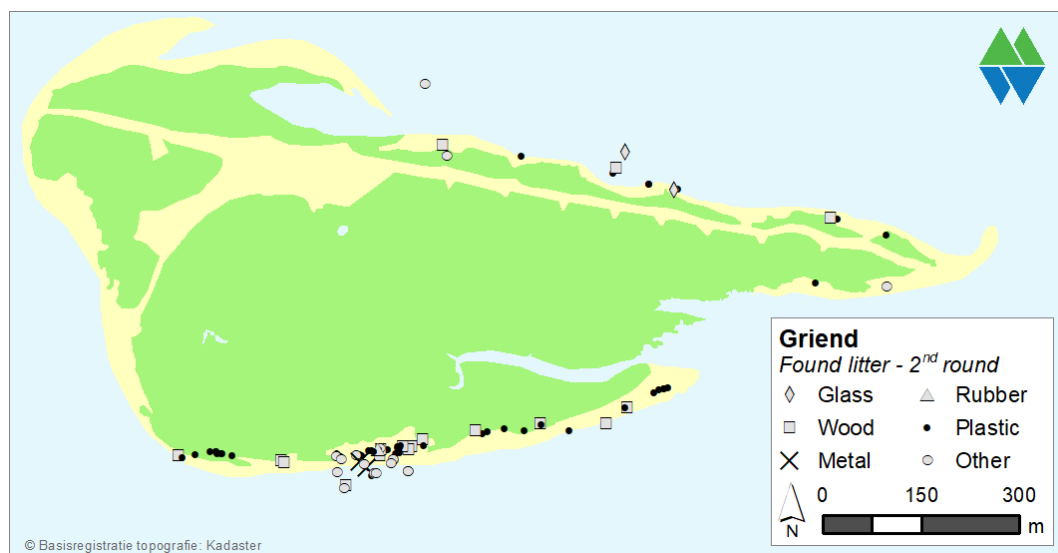 Griend
Found litter - 2nd round
Glass Rubber
Wood Plastic
Metal Other
0 150 300
m
N
© Basisregistratie topografie: Kadaster